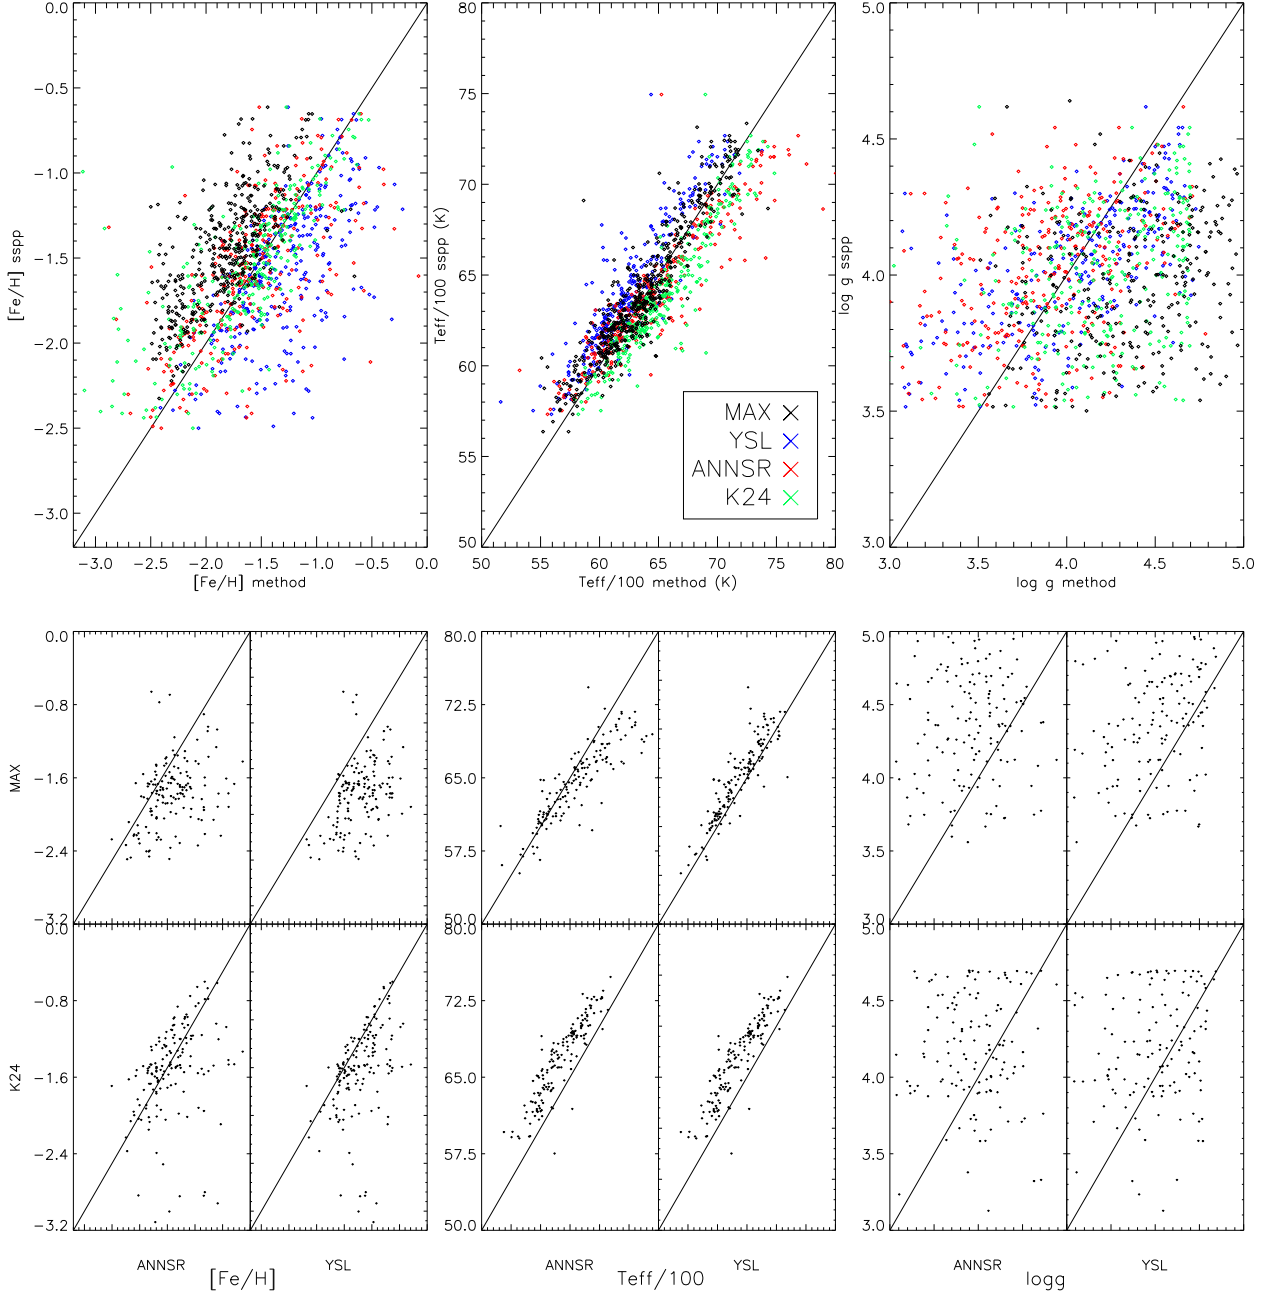 0.0
−0.5
−1.0
−1.5
−2.0
−2.5
−3.0
[Fe/H] sspp
−3.0 −2.5 −2.0 −1.5 −1.0 −0.5 0.0
[Fe/H] method
80
75
70
65
60
55
50
Teff/100 sspp (K)
MAX
YSL
ANNSR
K24
50 55 60 65 70 75 80
Teff/100 method (K)
5.0
4.5
4.0
3.5
3.0
log g sspp
3.0 3.5 4.0 4.5 5.0
log g method
0.0
−0.8
−1.6
−2.4
−3.2
MAX
80.0
72.5
65.0
57.5
50.0
5.0
4.5
4.0
3.5
3.0
0.0
−0.8
−1.6
−2.4
−3.2
K24
80.0
72.5
65.0
57.5
50.0
5.0
4.5
4.0
3.5
3.0
ANNSR YSL
[Fe/H]
ANNSR YSL
Teff/100
ANNSR YSL
logg